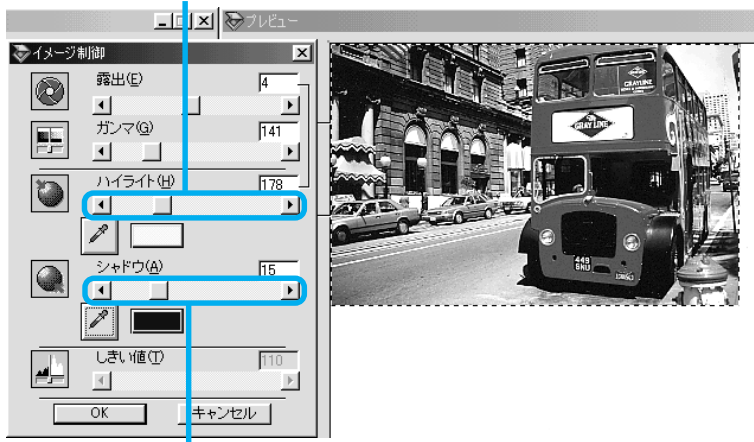 プレビュー
イメージ制御
露出(E)
4
ガンマ(G)
141
ハイライト(H)
178
シャドウ(A)
15
しきい値(T)
110
OK
キャンセル
GRAYLINE
GRAY LINE
449
SNU